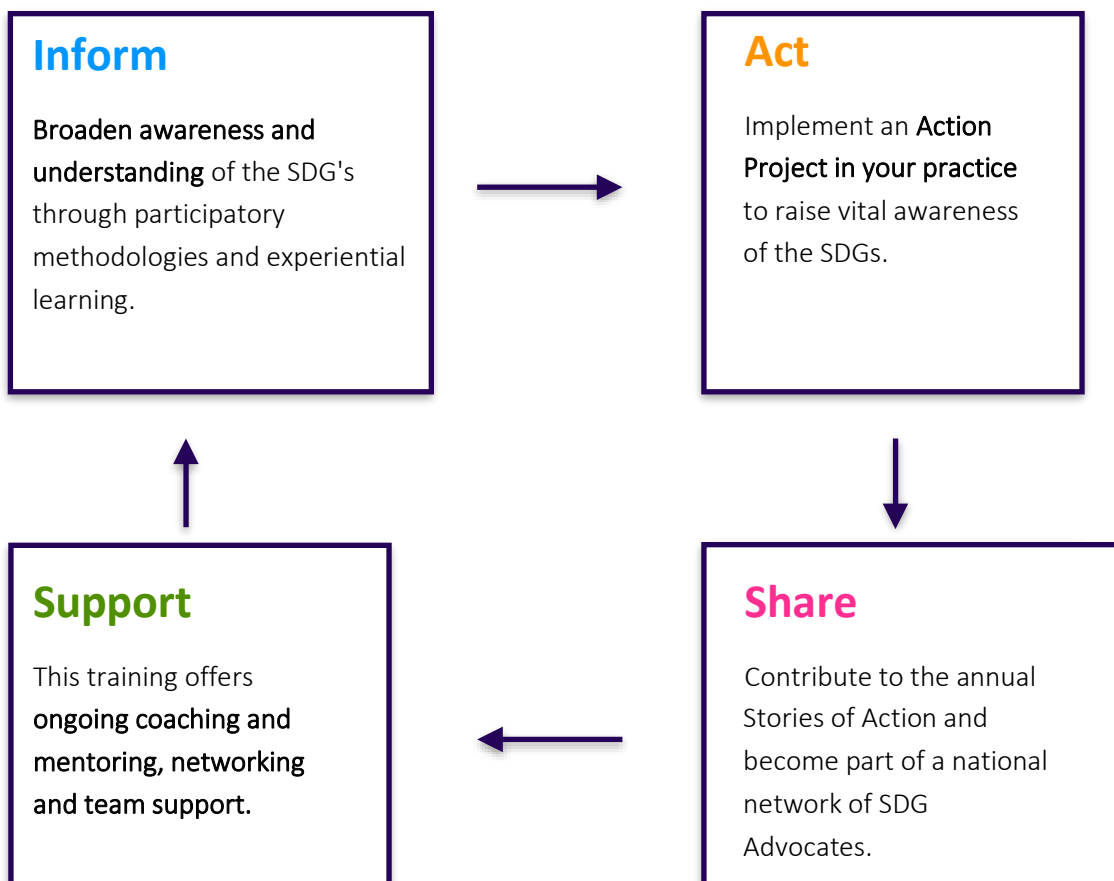 Inform
Broaden awareness and
understanding of the SDG's
through participatory
methodologies and experiential
learning.
Act
Implement an Action
Project in your practice
to raise vital awareness
of the SDGs.
Support
This training offers
ongoing coaching and
mentoring, networking
and team support.
Share
Contribute to the annual
Stories of Action and
become part of a national
network of SDG
Advocates.